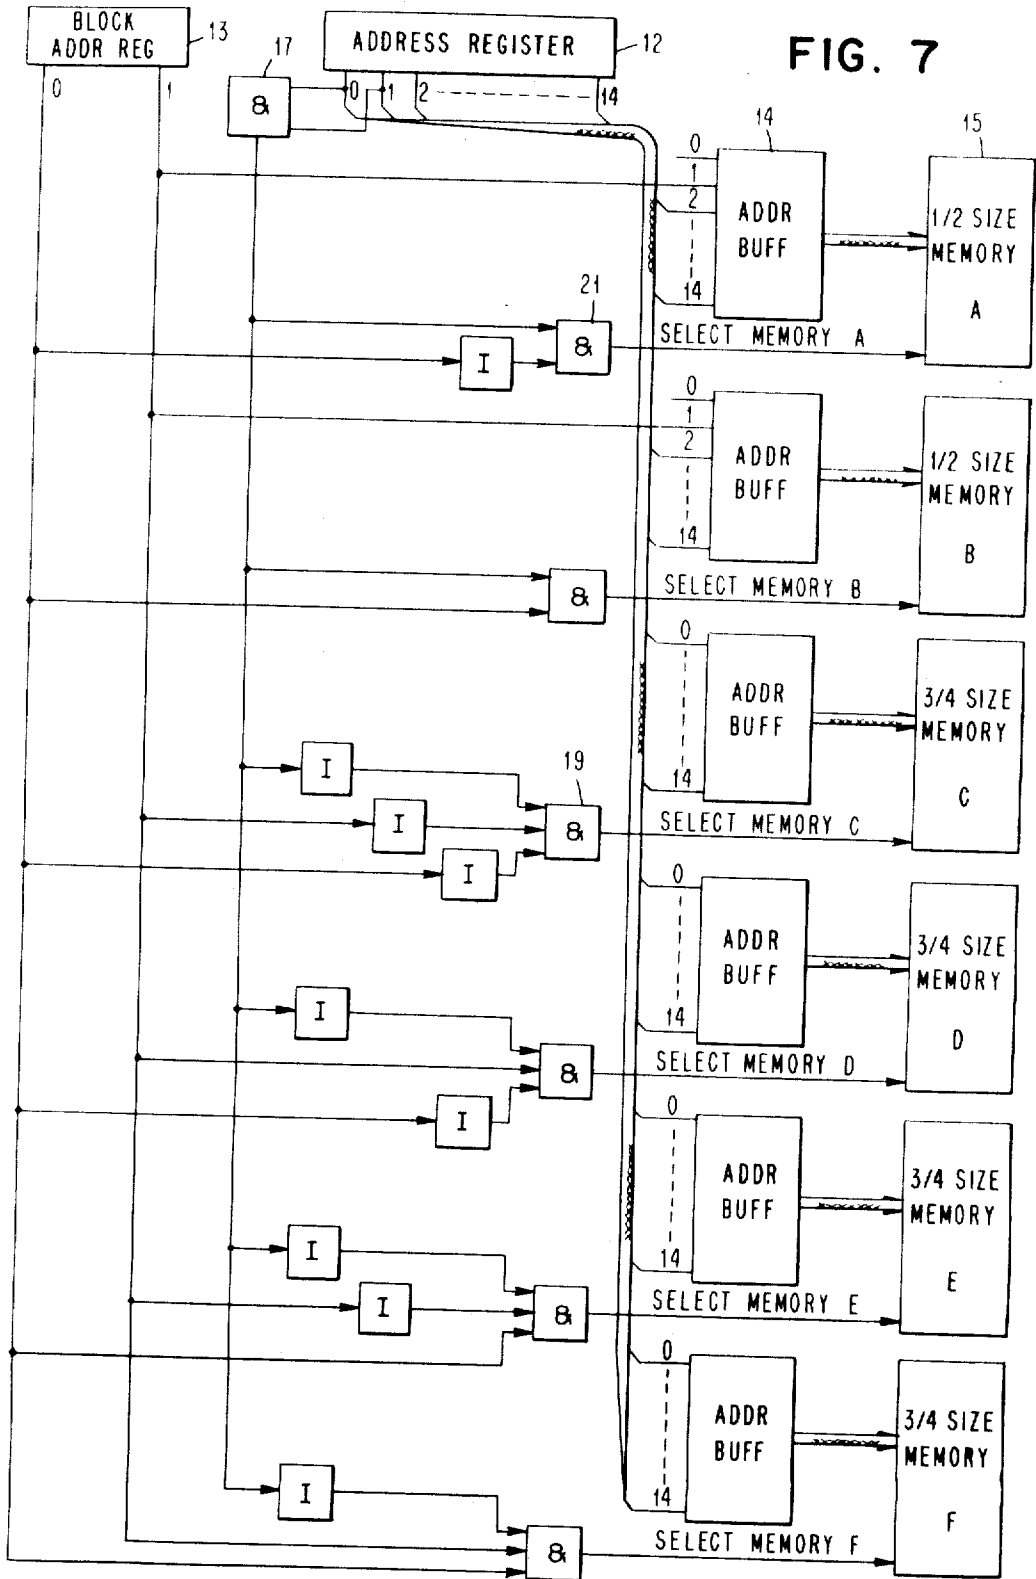 BLOCK
ADDR REG
13
ADDRESS REGISTER
12
FIG. 7
0
1
17
&
0
1
2
14
14
15
0
1
2
14
ADDR
BUFF
1/2 SIZE
MEMORY
A
21
I
&
SELECT MEMORY A
0
1
2
14
ADDR
BUFF
1/2 SIZE
MEMORY
B
&
SELECT MEMORY B
0
14
ADDR
BUFF
3/4 SIZE
MEMORY
C
I
I
I
19
&
SELECT MEMORY C
0
14
ADDR
BUFF
3/4 SIZE
MEMORY
D
I
I
&
SELECT MEMORY D
0
14
ADDR
BUFF
3/4 SIZE
MEMORY
E
I
I
&
SELECT MEMORY E
0
14
ADDR
BUFF
3/4 SIZE
MEMORY
F
I
&
SELECT MEMORY F